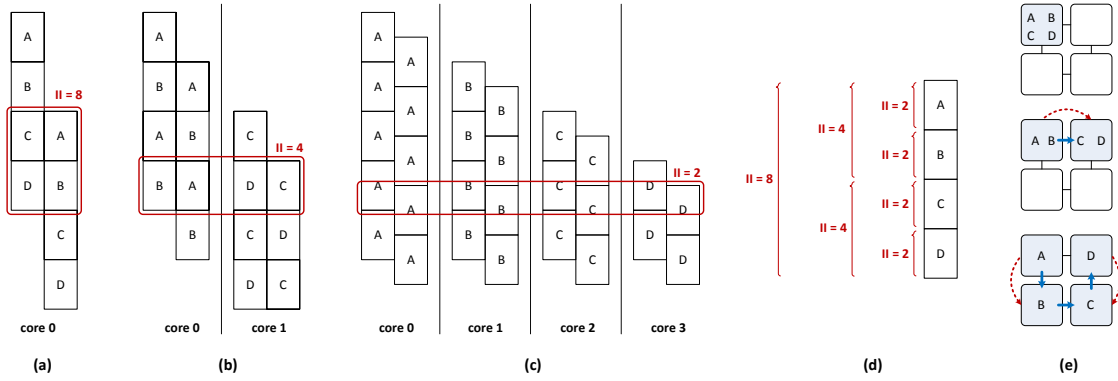 A
B
II = 8
C A
D B
C
D
core 0
(a)
A
B A
A B C
II = 4
B A D C
B C D
D C
core 0 core 1
(b)
A
A
A B
A B
A B C
A B C
II = 2
A B C D
A B C D
A B C D
A B C D
core 0 core 1 core 2 core 3
(c)
II = 8
II = 4
II = 4
II = 2 A
II = 2 B
II = 2 C
II = 2 D
(d)
A B
C D
A B C D
A D
B C
(e)